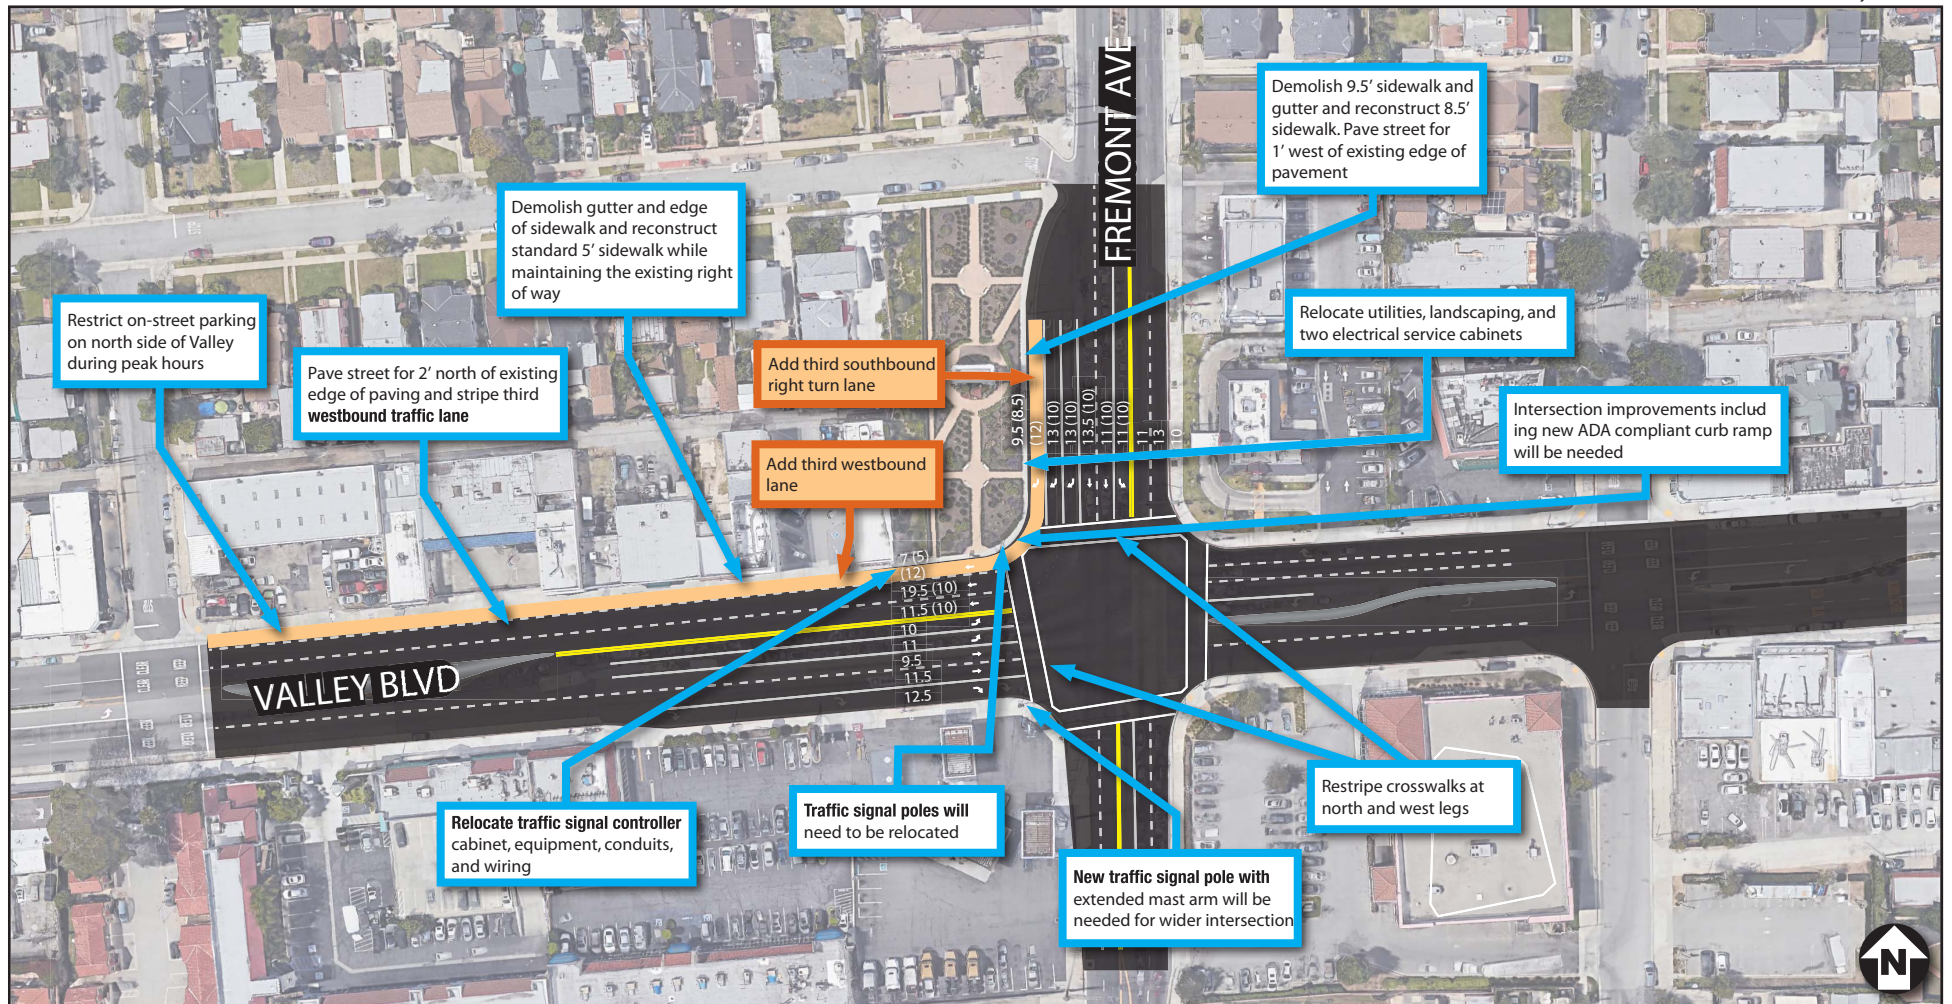 FREMONT AVE
Demolish 9.5' sidewalk and
gutter and reconstruct 8.5'
sidewalk. Pave street for
1' west of existing edge of
pavement
Demolish gutter and edge
of sidewalk and reconstruct
standard 5' sidewalk while
maintaining the existing right
of way
Restrict on-street parking
on north side of Valley
during peak hours
Pave street for 2' north of existing
edge of paving and stripe third
westbound traffic lane
Add third southbound
right turn lane
Relocate utilities, landscaping, and
two electrical service cabinets
Intersection improvements includ
ing new ADA compliant curb ramp
will be needed
Add third westbound
lane
9.5 (8.5)
(12)
13 (10)
13 (10)
13.5 (10)
11 (10)
11 (10)
11
13
10
7 (5)
(12)
19.5 (10)
11.5 (10)
10
11
9.5
11.5
12.5
VALLEY BLVD
Relocate traffic signal controller
cabinet, equipment, conduits,
and wiring
Traffic signal poles will
need to be relocated
New traffic signal pole with
extended mast arm will be
needed for wider intersection
Restripe crosswalks at
north and west legs
N